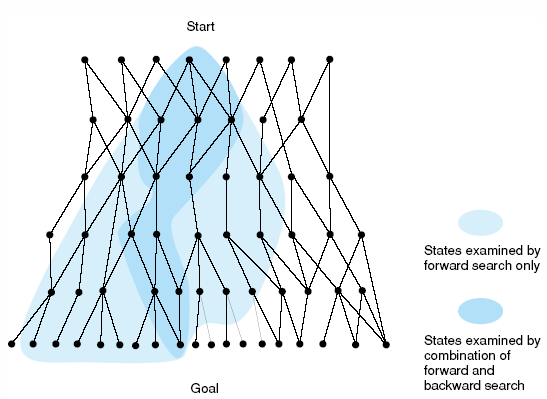 Start
States examined by
forward search only
States examined by
combination of
forward and
backward search
Goal